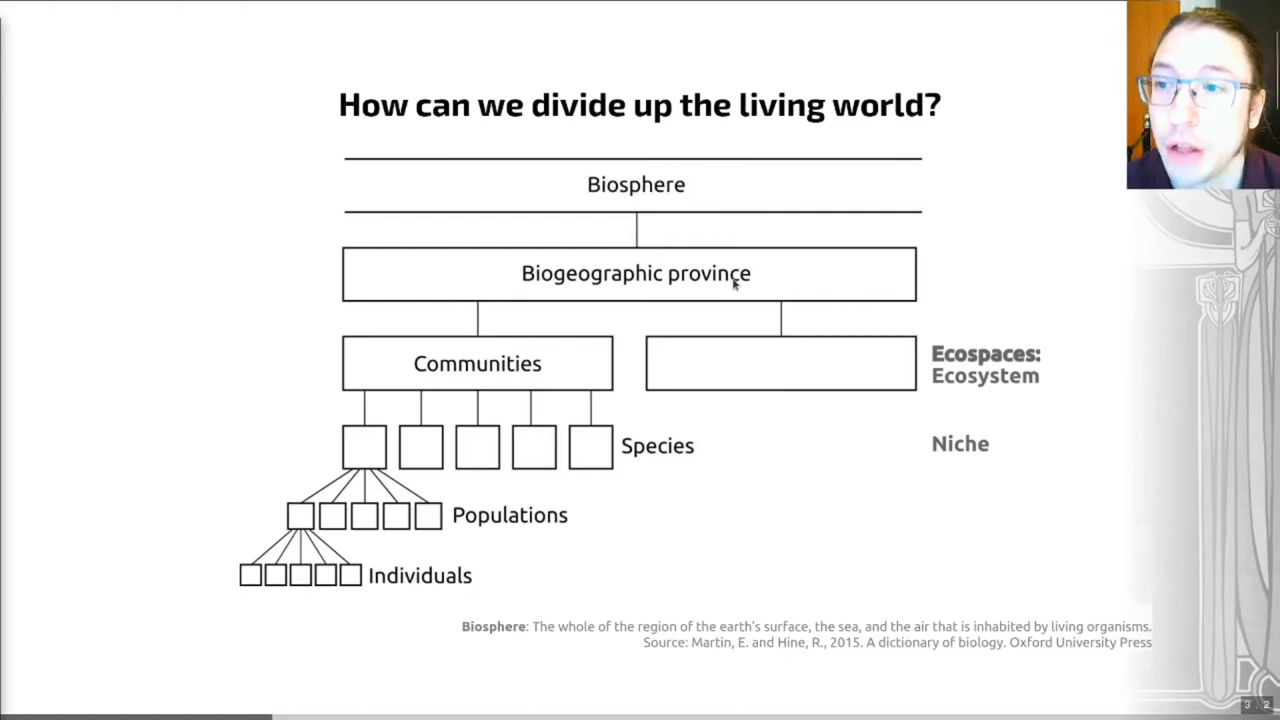 How can we divide up the living world?
Biosphere
Biogeographic province
Communities
Ecospaces:
Ecosystem
Species
Niche
Populations
Individuals
Biosphere: The whole of the region of the earth's surface, the sea, and the air that is inhabited by living organisms.
Source: Martin, E. and Hine, R., 2015. A dictionary of biology. Oxford University Press
3 . 2